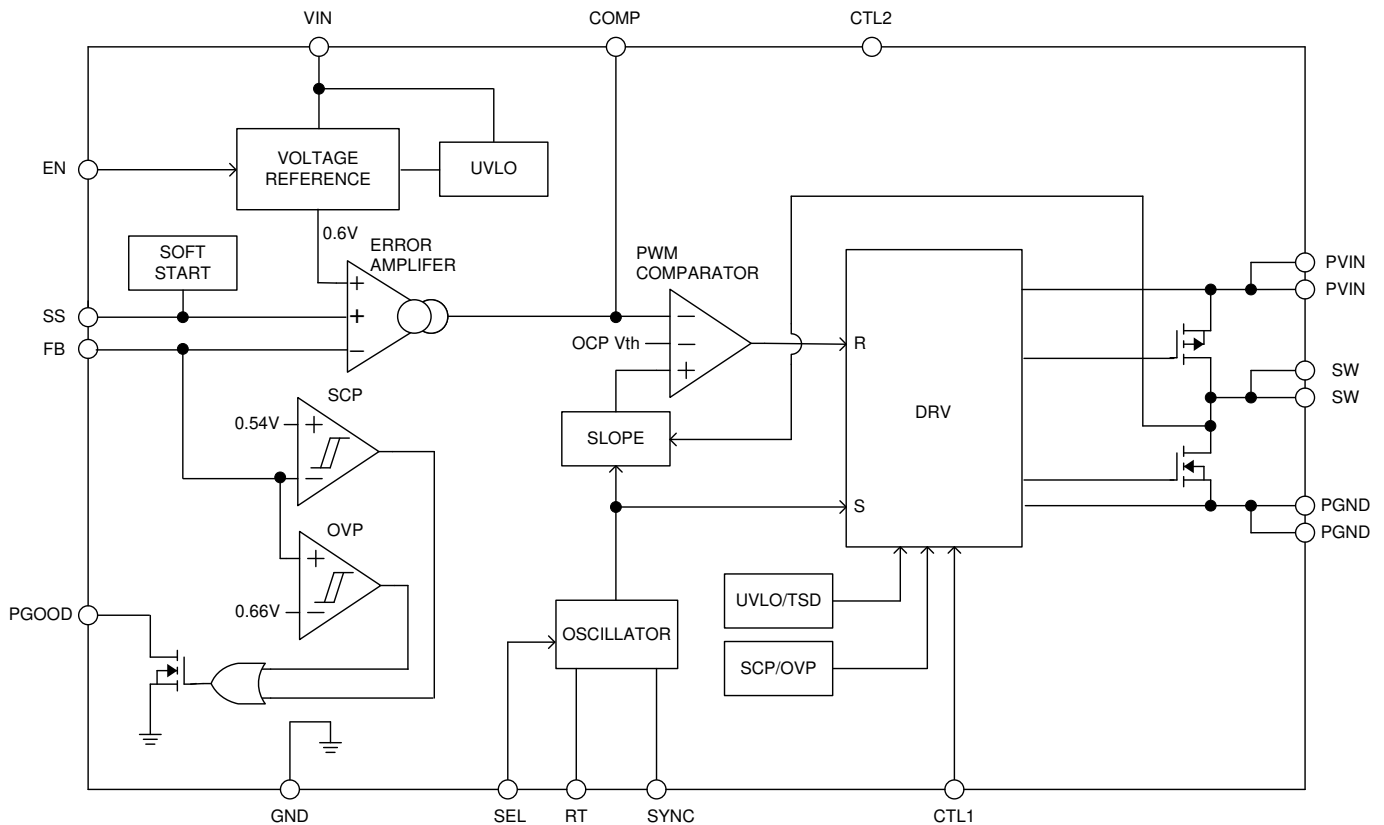 VIN
COMP
CTL2
EN
VOLTAGE
REFERENCE
UVLO
0.6V
SOFT
START
ERROR
AMPLIFER
+
+
−
SS
FB
PWM
COMPARATOR
−
OCP Vth
−
+
R
DRV
S
PVIN
PVIN
SW
SW
PGND
PGND
SLOPE
SCP
0.54V
+
−
OVP
+
0.66V
−
PGOOD
OSCILLATOR
UVLO/TSD
SCP/OVP
GND
SEL
RT
SYNC
CTL1